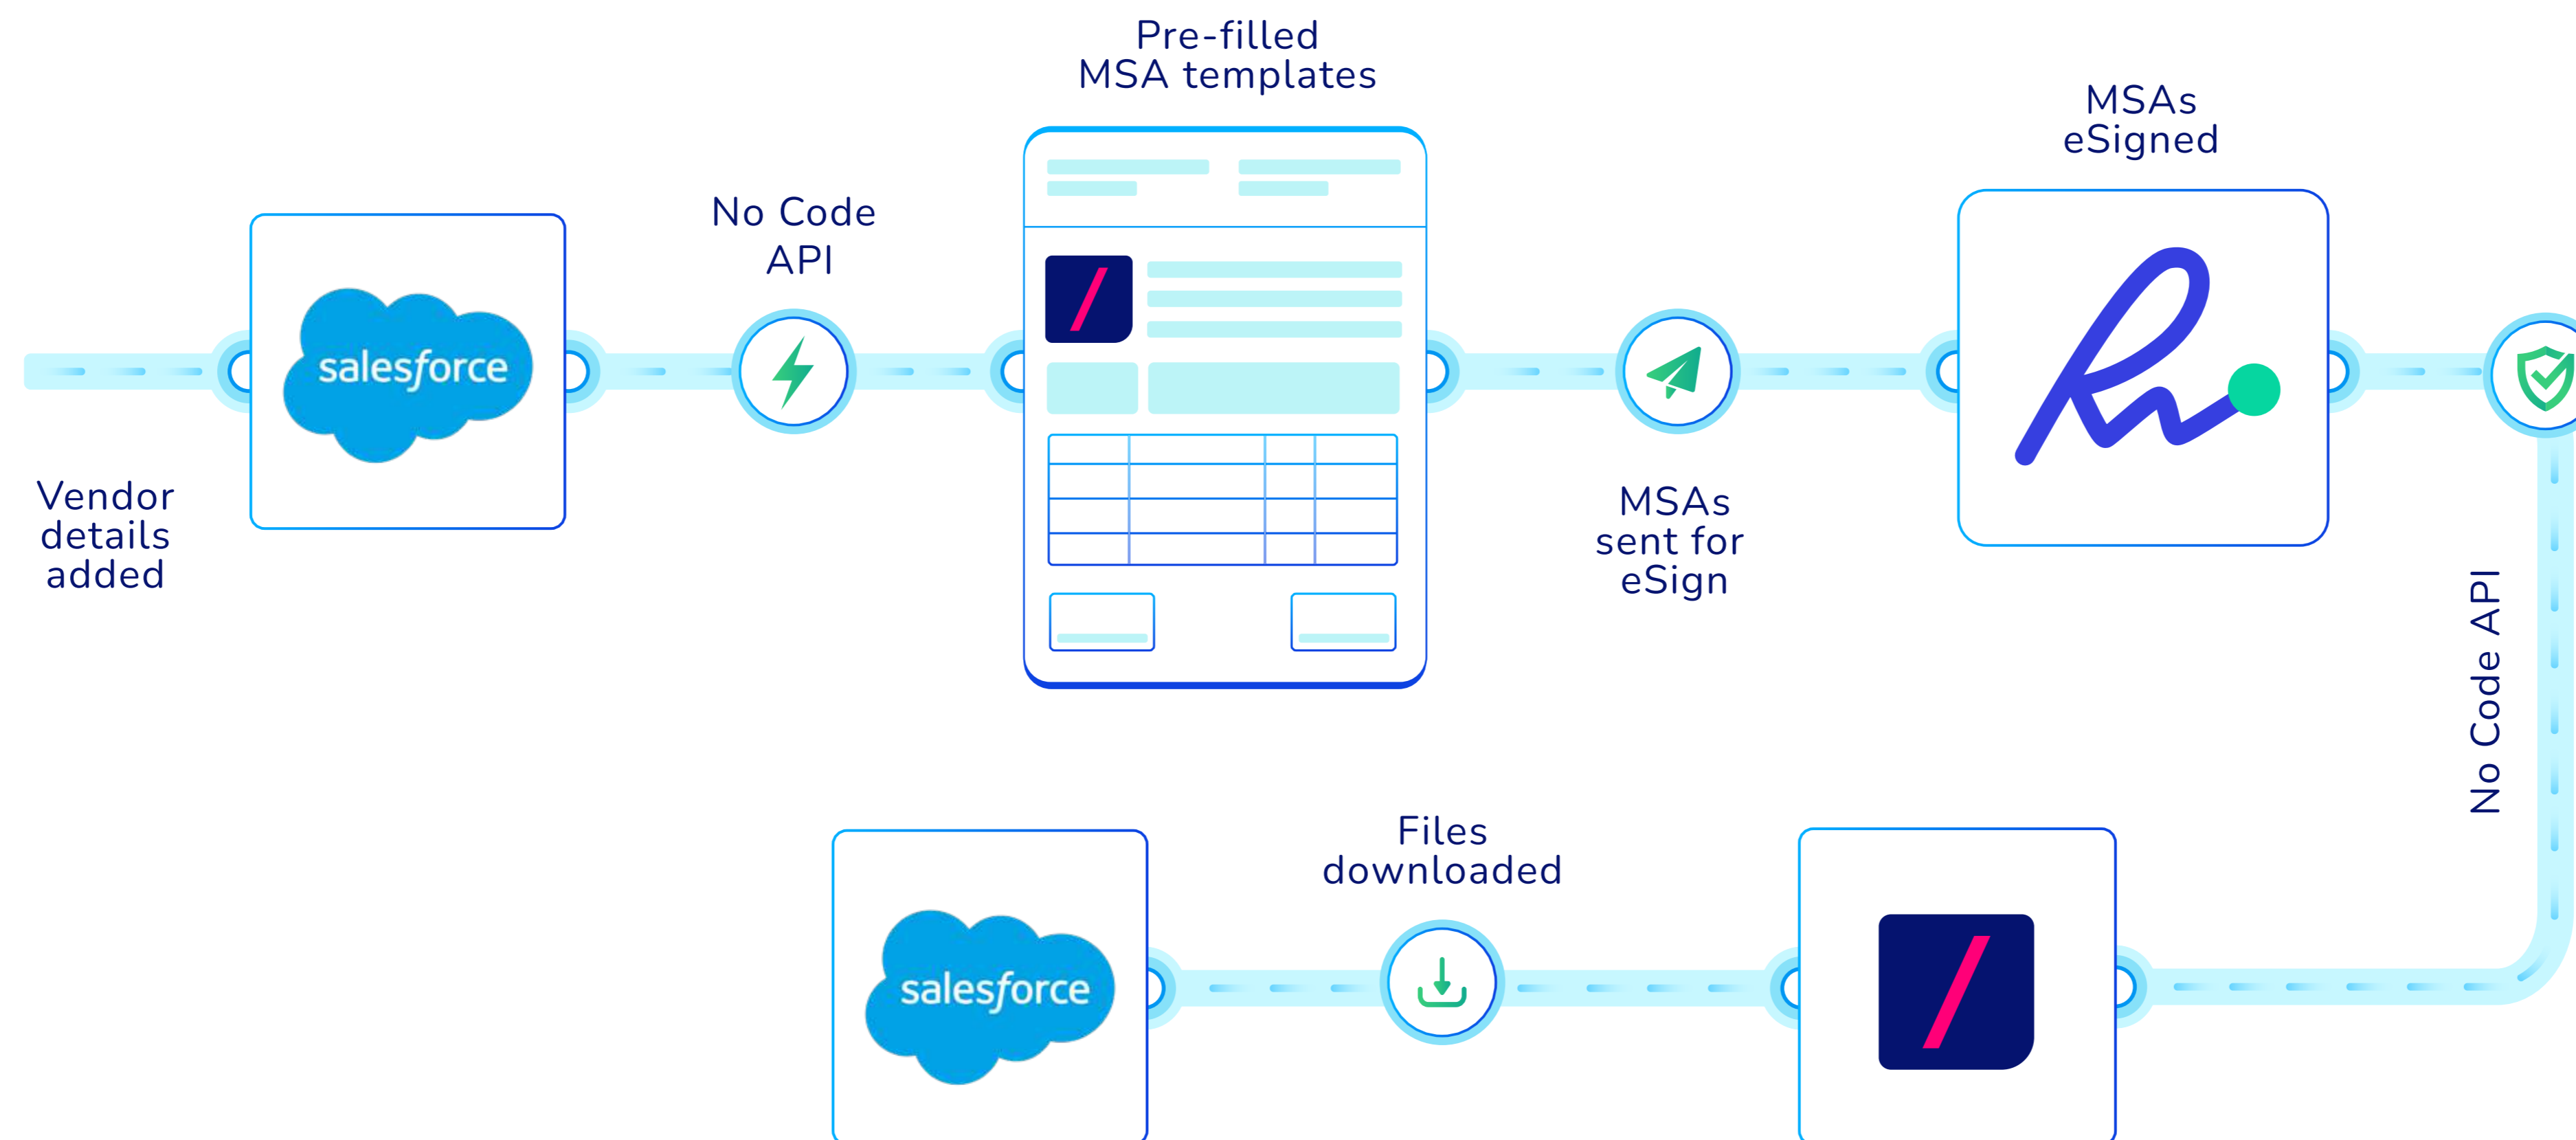 Pre-filled
MSA templates
MSAs
eSigned
No Code
API
salesforce
Vendor
details
added
MSAs
sent for
eSign
No Code API
Files
downloaded
salesforce